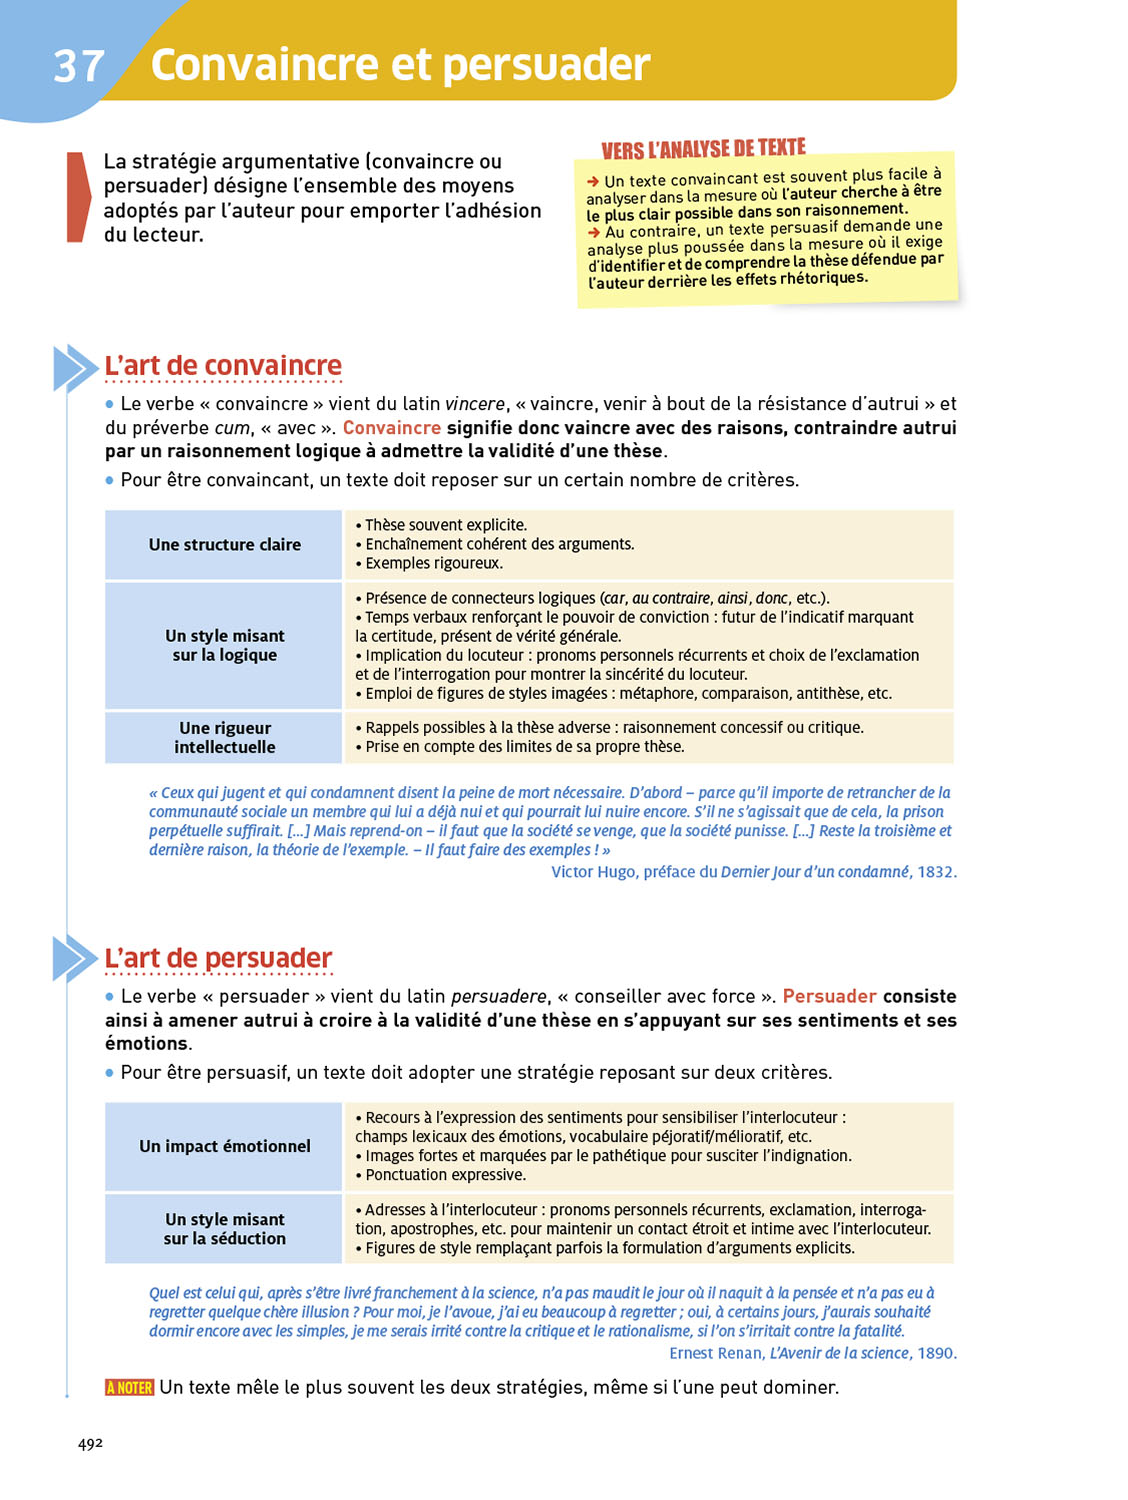 37
Convaincre et persuader
La stratégie argumentative (convaincre ou
persuader) désigne l'ensemble des moyens
adoptés par l'auteur pour emporter l'adhésion
du lecteur.
VERS L'ANALYSE DE TEXTE
➔ Un texte convaincant est souvent plus facile à
analyser dans la mesure où l'auteur cherche à être
le plus clair possible dans son raisonnement.
➔ Au contraire, un texte persuasif demande une
analyse plus poussée dans la mesure où il exige
d'identifier et de comprendre la thèse défendue par
l'auteur derrière les effets rhétoriques.
L'art de convaincre
• Le verbe « convaincre » vient du latin vincere, « vaincre, venir à bout de la résistance d'autrui » et
du préverbe cum, « avec ». Convaincre signifie donc vaincre avec des raisons, contraindre autrui
par un raisonnement logique à admettre la validité d'une thèse.
• Pour être convaincant, un texte doit reposer sur un certain nombre de critères.
Une structure claire
• Thèse souvent explicite.
• Enchaînement cohérent des arguments.
• Exemples rigoureux.
Un style misant
sur la logique
• Présence de connecteurs logiques (car, au contraire, ainsi, donc, etc.).
• Temps verbaux renforçant le pouvoir de conviction : futur de l'indicatif marquant
la certitude, présent de vérité générale.
• Implication du locuteur : pronoms personnels récurrents et choix de l'exclamation
et de l'interrogation pour montrer la sincérité du locuteur.
• Emploi de figures de styles imagées : métaphore, comparaison, antithèse, etc.
Une rigueur
intellectuelle
• Rappels possibles à la thèse adverse : raisonnement concessif ou critique.
• Prise en compte des limites de sa propre thèse.
« Ceux qui jugent et qui condamnent disent la peine de mort nécessaire. D'abord – parce qu'il importe de retrancher de la
communauté sociale un membre qui lui a déjà nui et qui pourrait lui nuire encore. S'il ne s'agissait que de cela, la prison
perpétuelle suffirait. [...] Mais reprend-on – il faut que la société se venge, que la société punisse. [...] Reste la troisième et
dernière raison, la théorie de l'exemple. – Il faut faire des exemples ! »
Victor Hugo, préface du Dernier Jour d'un condamné, 1832.
L'art de persuader
• Le verbe « persuader » vient du latin persuadere, « conseiller avec force ». Persuader consiste
ainsi à amener autrui à croire à la validité d'une thèse en s'appuyant sur ses sentiments et ses
émotions.
• Pour être persuasif, un texte doit adopter une stratégie reposant sur deux critères.
Un impact émotionnel
• Recours à l'expression des sentiments pour sensibiliser l'interlocuteur :
champs lexicaux des émotions, vocabulaire péjoratif/mélioratif, etc.
• Images fortes et marquées par le pathétique pour susciter l'indignation.
• Ponctuation expressive.
Un style misant
sur la séduction
• Adresses à l'interlocuteur : pronoms personnels récurrents, exclamation, interroga-
tion, apostrophes, etc. pour maintenir un contact étroit et intime avec l'interlocuteur.
• Figures de style remplaçant parfois la formulation d'arguments explicits.
Quel est celui qui, après s'être livré franchement à la science, n'a pas maudit le jour où il naquit à la pensée et n'a pas eu à
regretter quelque chère illusion ? Pour moi, je l'avoue, j'ai eu beaucoup à regretter ; oui, à certains jours, j'aurais souhaité
dormir encore avec les simples, je me serais irrité contre la critique et le rationalisme, si l'on s'irritait contre la fatalité.
Ernest Renan, L'Avenir de la science, 1890.
À NOTER Un texte mêle le plus souvent les deux stratégies, même si l'une peut dominer.
492